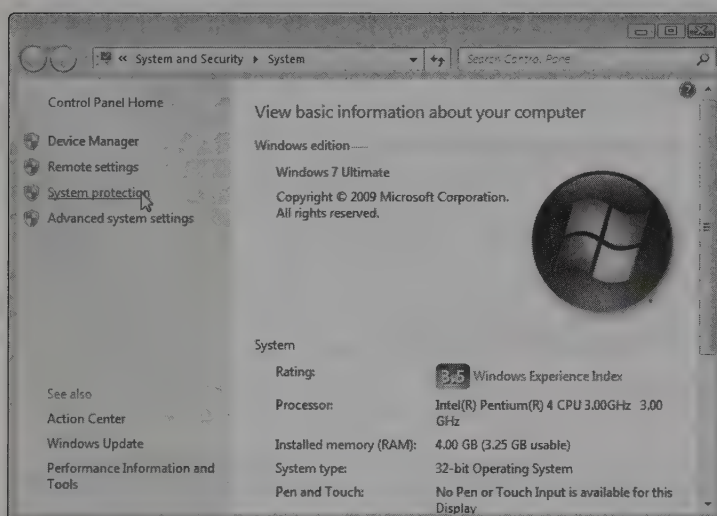 « System and Security ▸ System
Search Control Panel
Control Panel Home
Device Manager
Remote settings
System protection
Advanced system settings
See also
Action Center
Windows Update
Performance Information and
Tools
View basic information about your computer
Windows edition
Windows 7 Ultimate
Copyright © 2009 Microsoft Corporation.
All rights reserved.
System
Rating:
3.5 Windows Experience Index
Processor:
Intel(R) Pentium(R) 4 CPU 3.00GHz 3.00
GHz
Installed memory (RAM):
4.00 GB (3.25 GB usable)
System type:
32-bit Operating System
Pen and Touch:
No Pen or Touch Input is available for this
Display